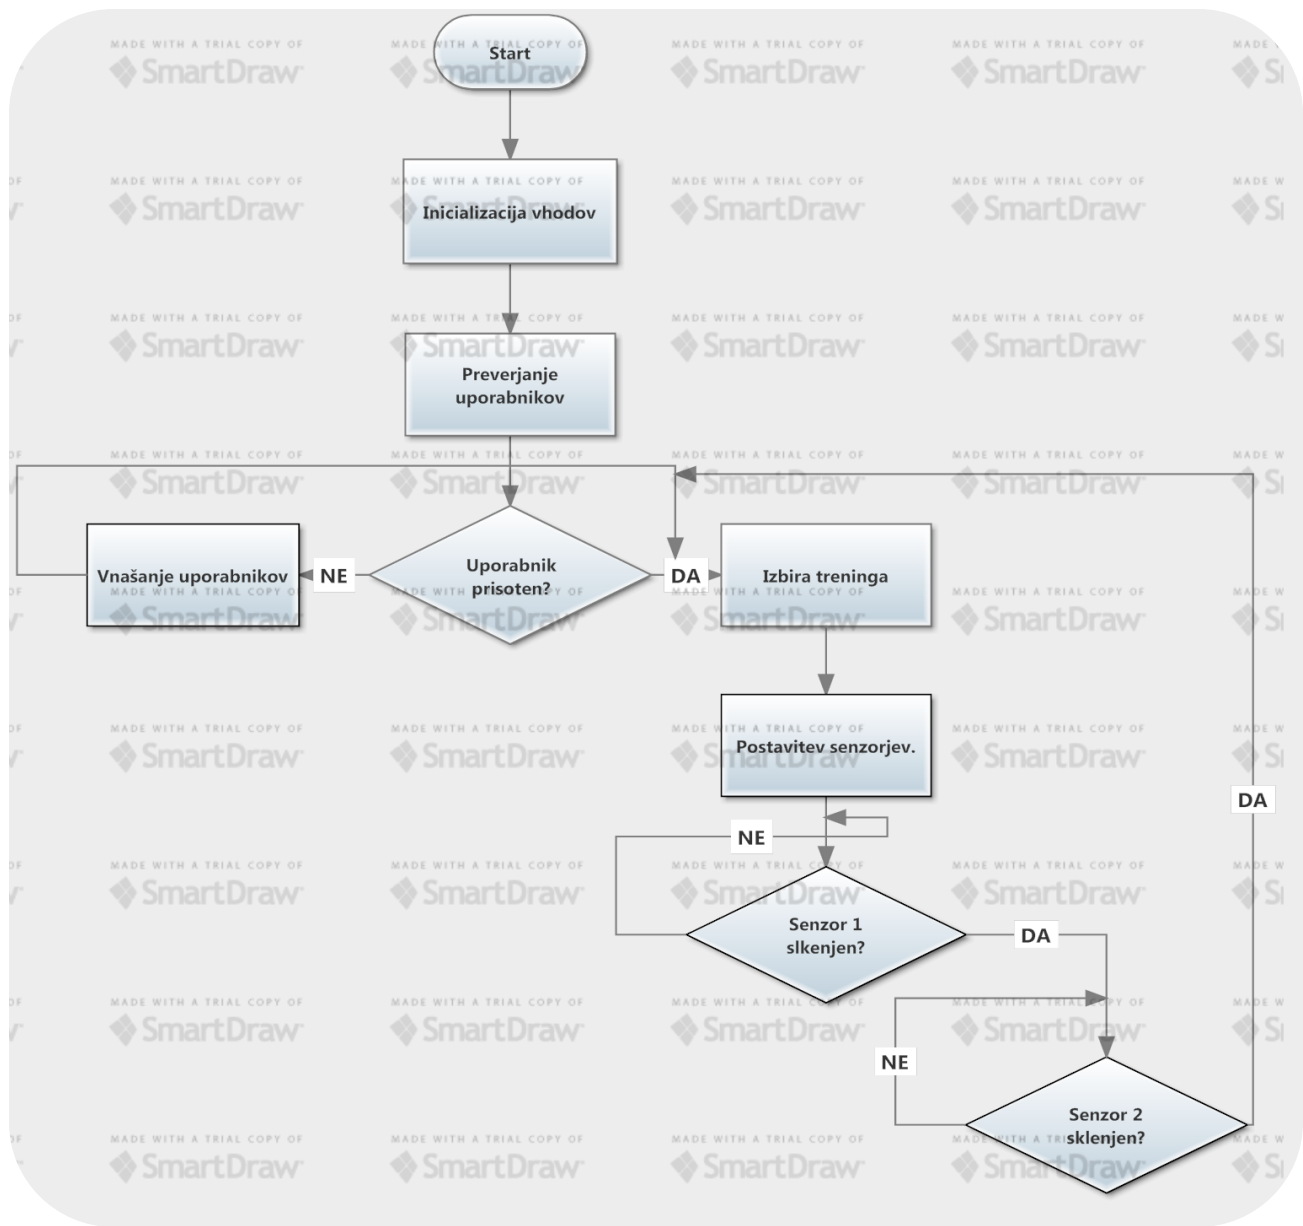 Start
Inicializacija vhodov
Preverjanje
uporabnikov
Uporabnik
prisoten?
NE
Vnašanje uporabnikov
DA
Izbira treninga
Postavitev senzorjev.
NE
Senzor 1
slkenjen?
DA
DA
NE
Senzor 2
sklenjen?
MADE WITH A TRIAL COPY OF
SmartDraw